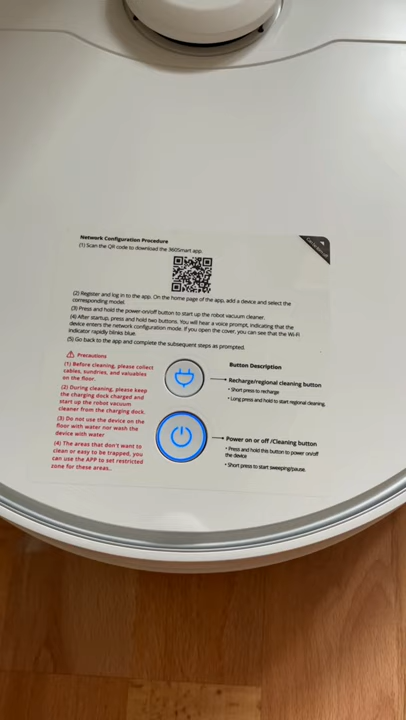 Network Configuration Procedure
(1) Scan the QR code to download the 360Smart app.
(2) Register and log in to the app. On the home page of the app, add a device and select the
corresponding model.
(3) Press and hold the power-on/off button to start up the robot vacuum cleaner.
(4) After startup, press and hold two buttons. You will hear a voice prompt, indicating that the
device enters the network configuration mode. If you open the cover, you can see that the Wi-Fi
indicator rapidly blinks blue.
(5) Go back to the app and complete the subsequent steps as prompted.
Precautions
(1) Before cleaning, please collect
cables, sundries, and valuables
on the floor.
(2) During cleaning, please keep
the charging dock charged and
start up the robot vacuum
cleaner from the charging dock.
(3) Do not use the device on the
floor with water nor wash the
device with water
(4) The areas that don't want to
clean or easy to be trapped, you
can use the APP to set restricted
zone for these areas..
Button Description
Recharge/regional cleaning button
• Short press to recharge
• Long press and hold to start regional cleaning.
Power on or off /Cleaning button
• Press and hold this button to power on/off
the device
• Short press to start sweeping/pause.